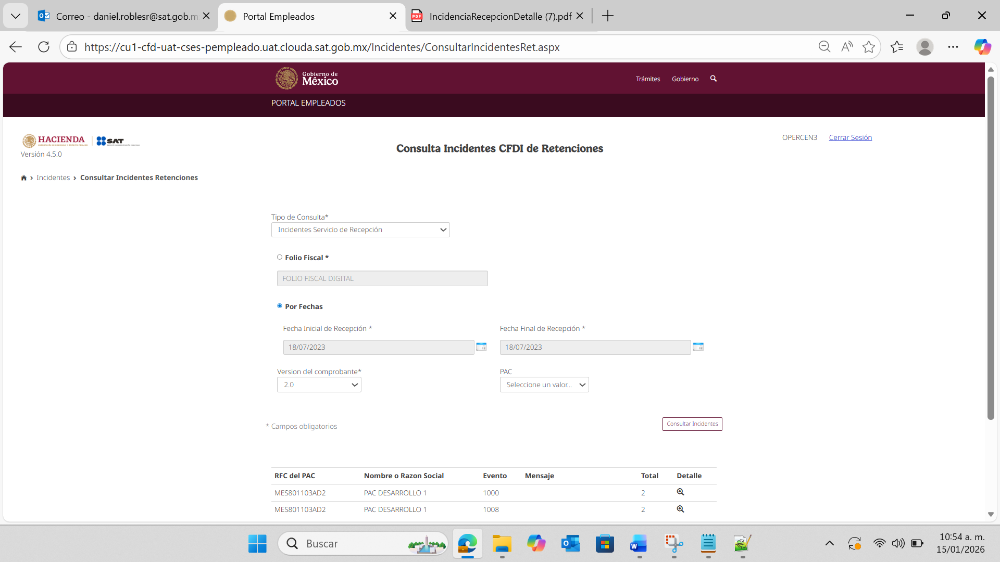 Correo - daniel.roblesr@sat.gob.m
Portal Empleados
IncidenciaRecepcionDetalle (7).pdf
https://cu1-cfd-uat-cses-pempleado.uat.clouda.sat.gob.mx/Incidentes/ConsultarIncidentesRet.aspx
Gobierno de
México
Trámites Gobierno
PORTAL EMPLEADOS
HACIENDA SAT
Versión 4.5.0
OPERCEN3 Cerrar Sesión
Consulta Incidentes CFDI de Retenciones
Incidentes > Consultar Incidentes Retenciones
Tipo de Consulta*
Incidentes Servicio de Recepción
Folio Fiscal *
FOLIO FISCAL DIGITAL
Por Fechas
Fecha Inicial de Recepción * Fecha Final de Recepción *
18/07/2023 18/07/2023
Version del comprobante* PAC
2.0 Seleccione un valor...
* Campos obligatorios Consultar Incidentes
RFC del PAC Nombre o Razon Social Evento Mensaje Total Detalle
MES801103AD2 PAC DESARROLLO 1 1000 2
MES801103AD2 PAC DESARROLLO 1 1008 2
Buscar
10:54 a. m.
15/01/2026